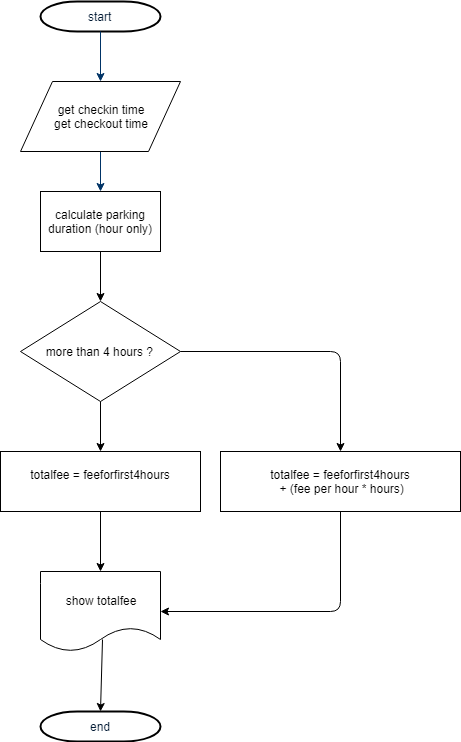 start
get checkin time
get checkout time
calculate parking
duration (hour only)
more than 4 hours ?
totalfee = feeforfirst4hours
totalfee = feeforfirst4hours
+ (fee per hour * hours)
show totalfee
end